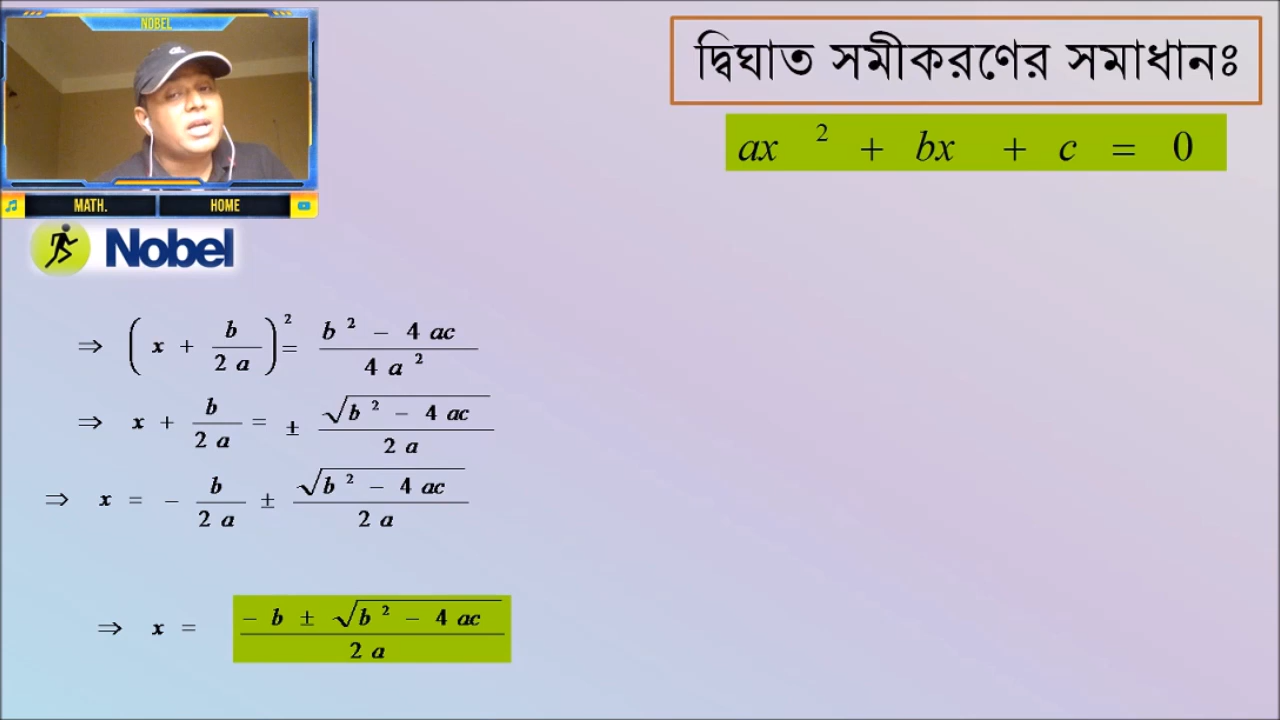 NOBEL
MATH. HOME
Nobel
দ্বিঘাত সমীকরণের সমাধানঃ
ax² + bx + c = 0
⇒ (x + b/2a)² = b² − 4ac / 4a²
⇒ x + b/2a = ± √(b² − 4ac) / 2a
⇒ x = − b/2a ± √(b² − 4ac) / 2a
⇒ x = −b ± √(b² − 4ac) / 2a